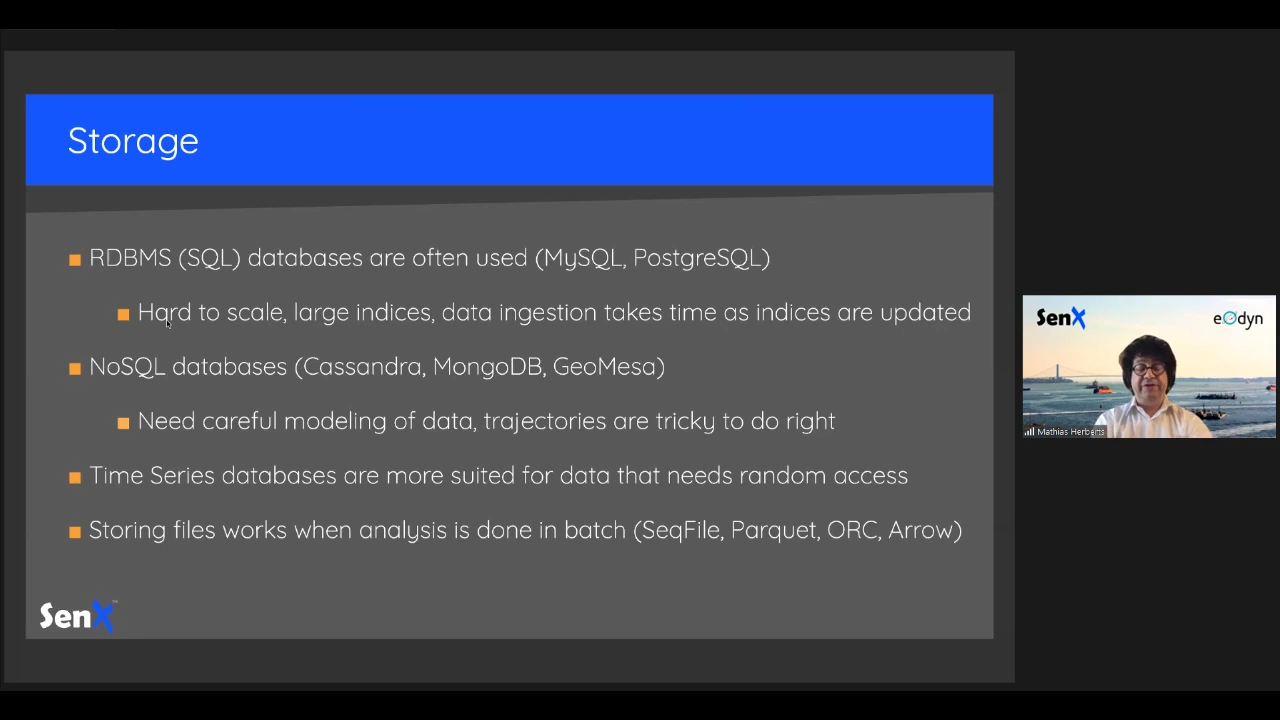 Storage
RDBMS (SQL) databases are often used (MySQL, PostgreSQL)
Hard to scale, large indices, data ingestion takes time as indices are updated
NoSQL databases (Cassandra, MongoDB, GeoMesa)
Need careful modeling of data, trajectories are tricky to do right
Time Series databases are more suited for data that needs random access
Storing files works when analysis is done in batch (SeqFile, Parquet, ORC, Arrow)
SenX™
SenX
eOdyn
Mathias Herberts